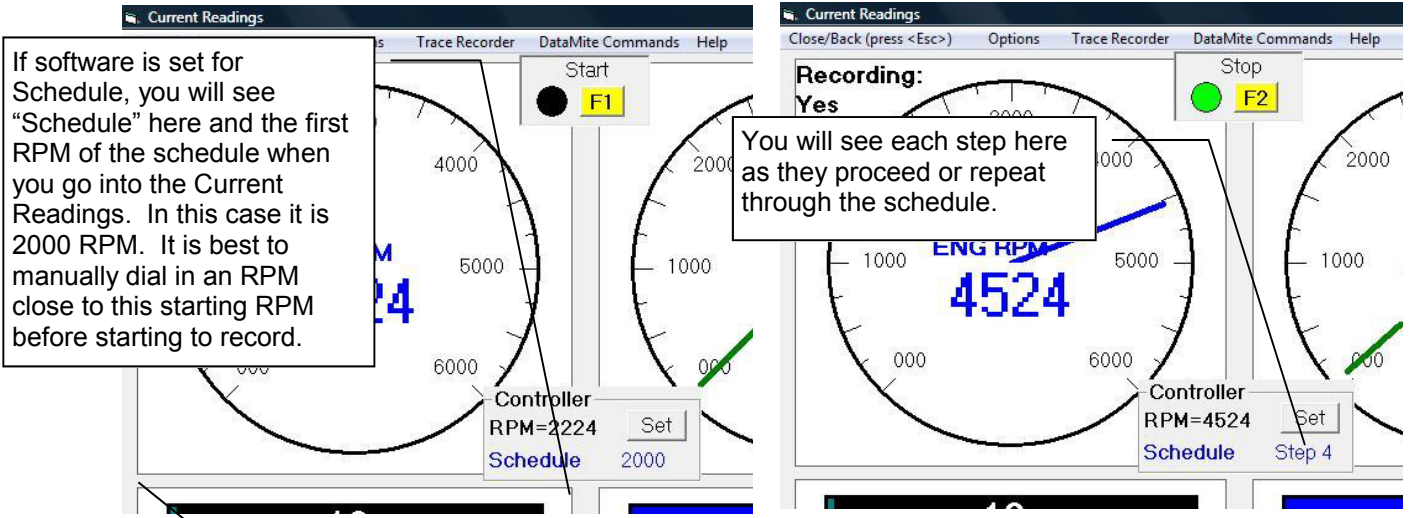 Current Readings
Trace Recorder DataMite Commands Help
If software is set for
Schedule, you will see
“Schedule” here and the first
RPM of the schedule when
you go into the Current
Readings. In this case it is
2000 RPM. It is best to
manually dial in an RPM
close to this starting RPM
before starting to record.
Start
F1
4000
5000
6000
2000
1000
Controller
RPM=2224 Set
Schedule 2000
Current Readings
Close/Back (press <Esc>) Options Trace Recorder DataMite Commands Help
Recording:
Yes
Stop
F2
You will see each step here
as they proceed or repeat
through the schedule.
ENG RPM
4524
1000
5000
000
6000
2000
1000
Controller
RPM=4524 Set
Schedule Step 4